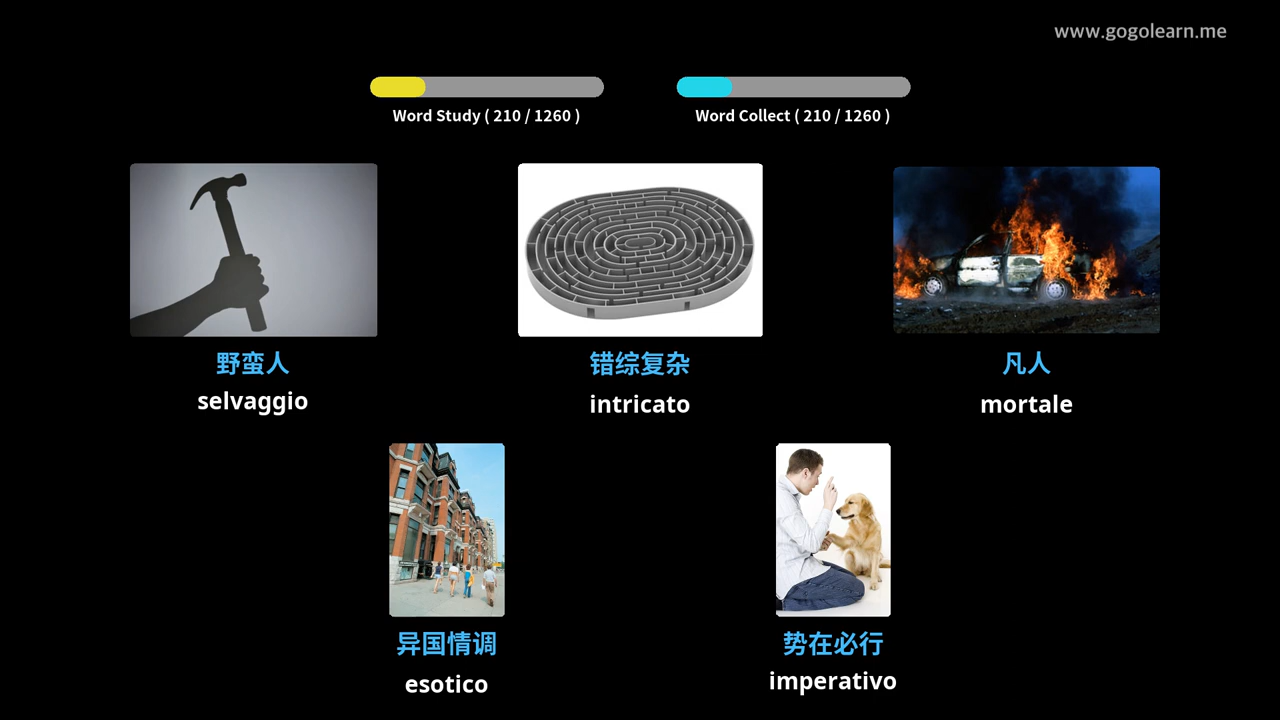 www.gogolearn.me
Word Study ( 210 / 1260 )
Word Collect ( 210 / 1260 )
野蛮人
selvaggio
错综复杂
intricato
凡人
mortale
异国情调
esotico
势在必行
imperativo